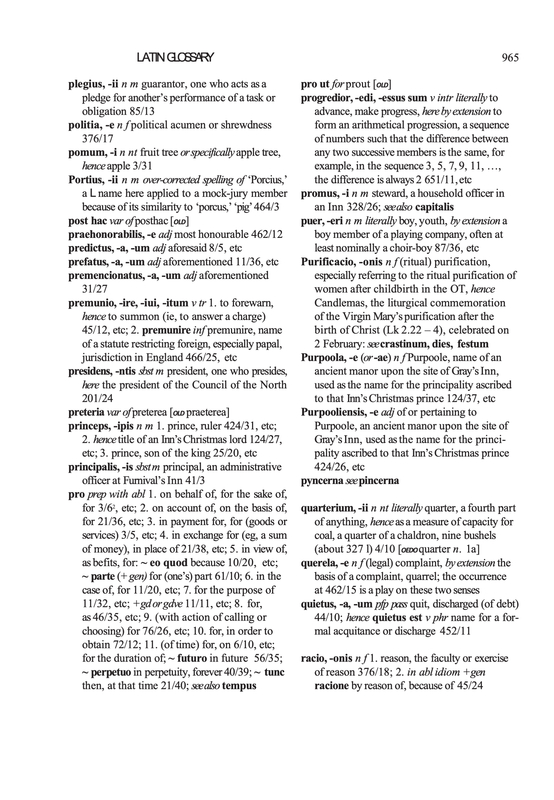 LATIN GLOSSARY 965
plegius, -ii n m guarantor, one who acts as a
pledge for another's performance of a task or
obligation 85/13
politia, -e n f political acumen or shrewdness
376/17
pomum, -i n nt fruit tree or specifically apple tree,
hence apple 3/31
Portius, -ii n m over-corrected spelling of 'Porcius,'
a L name here applied to a mock-jury member
because of its similarity to 'porcus,' 'pig' 464/3
post hac var of posthac [OLD]
praehonorabilis, -e adj most honourable 462/12
predictus, -a, -um adj aforesaid 8/5, etc
prefatus, -a, -um adj aforementioned 11/36, etc
premencionatus, -a, -um adj aforementioned
31/27
premunio, -ire, -iui, -itum v tr 1. to forewarn,
hence to summon (ie, to answer a charge)
45/12, etc; 2. premunire inf premunire, name
of a statute restricting foreign, especially papal,
jurisdiction in England 466/25, etc
presidens, -ntis sbst m president, one who presides,
here the president of the Council of the North
201/24
preteria var of preterea [OLD praeterea]
princeps, -ipis n m 1. prince, ruler 424/31, etc;
2. hence title of an Inn's Christmas lord 124/27,
etc; 3. prince, son of the king 25/20, etc
principalis, -is sbst m principal, an administrative
officer at Furnival's Inn 41/3
pro prep with abl 1. on behalf of, for the sake of,
for 3/6², etc; 2. on account of, on the basis of,
for 21/36, etc; 3. in payment for, for (goods or
services) 3/5, etc; 4. in exchange for (eg, a sum
of money), in place of 21/38, etc; 5. in view of,
as befits, for: ~ eo quod because 10/20, etc;
~ parte (+ gen) for (one's) part 61/10; 6. in the
case of, for 11/20, etc; 7. for the purpose of
11/32, etc; +gd or gdve 11/11, etc; 8. for,
as 46/35, etc; 9. (with action of calling or
choosing) for 76/26, etc; 10. for, in order to
obtain 72/12; 11. (of time) for, on 6/10, etc;
for the duration of; ~ futuro in future 56/35;
~ perpetuo in perpetuity, forever 40/39; ~ tunc
then, at that time 21/40; see also tempus
pro ut for prout [OLD]
progredior, -edi, -essus sum v intr literally to
advance, make progress, here by extension to
form an arithmetical progression, a sequence
of numbers such that the difference between
any two successive members is the same, for
example, in the sequence 3, 5, 7, 9, 11, …,
the difference is always 2 651/11, etc
promus, -i n m steward, a household officer in
an Inn 328/26; see also capitalis
puer, -eri n m literally boy, youth, by extension a
boy member of a playing company, often at
least nominally a choir-boy 87/36, etc
Purificacio, -onis n f (ritual) purification,
especially referring to the ritual purification of
women after childbirth in the OT, hence
Candlemas, the liturgical commemoration
of the Virgin Mary's purification after the
birth of Christ (Lk 2.22 – 4), celebrated on
2 February: see crastinum, dies, festum
Purpoola, -e (or -ae) n f Purpoole, name of an
ancient manor upon the site of Gray's Inn,
used as the name for the principality ascribed
to that Inn's Christmas prince 124/37, etc
Purpooliensis, -e adj of or pertaining to
Purpoole, an ancient manor upon the site of
Gray's Inn, used as the name for the princi-
pality ascribed to that Inn's Christmas prince
424/26, etc
pyncerna see pincerna
quarterium, -ii n nt literally quarter, a fourth part
of anything, hence as a measure of capacity for
coal, a quarter of a chaldron, nine bushels
(about 327 l) 4/10 [OEDO quarter n. 1a]
querela, -e n f (legal) complaint, by extension the
basis of a complaint, quarrel; the occurrence
at 462/15 is a play on these two senses
quietus, -a, -um pfp pass quit, discharged (of debt)
44/10; hence quietus est v phr name for a for-
mal acquitance or discharge 452/11
racio, -onis n f 1. reason, the faculty or exercise
of reason 376/18; 2. in abl idiom +gen
racione by reason of, because of 45/24